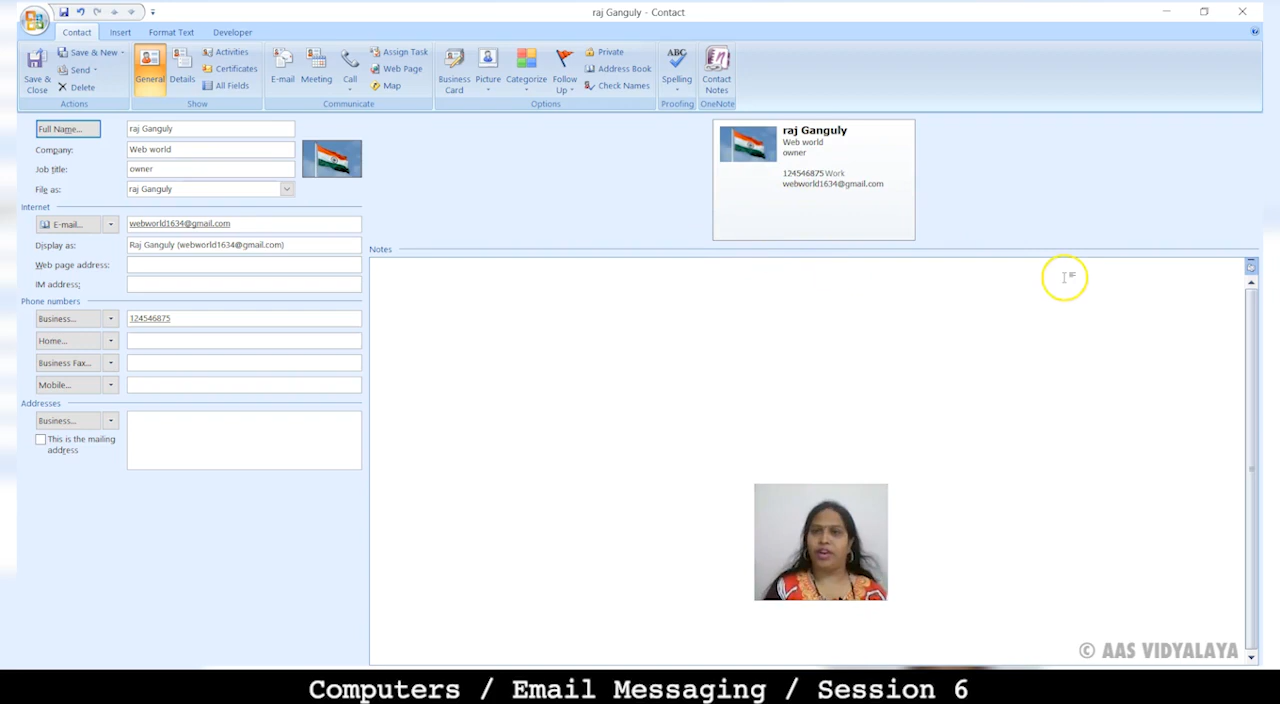 raj Ganguly - Contact
Contact Insert Format Text Developer
Save & Close
Save & New
Send
Delete
Actions
General
Details
Activities
Certificates
All Fields
Show
E-mail
Meeting
Call
Assign Task
Web Page
Map
Communicate
Business Card
Picture
Categorize
Follow Up
Private
Address Book
Check Names
Options
ABC
Spelling
Proofing
Contact Notes
OneNote
Full Name... raj Ganguly
Company: Web world
Job title: owner
File as: raj Ganguly
Internet
E-mail... webworld1634@gmail.com
Display as: Raj Ganguly (webworld1634@gmail.com)
Web page address:
IM address:
Phone numbers
Business... 124546875
Home...
Business Fax...
Mobile...
Addresses
Business...
This is the mailing
address
raj Ganguly
Web world
owner
124546875 Work
webworld1634@gmail.com
Notes
© AAS VIDYALAYA
Computers / Email Messaging / Session 6